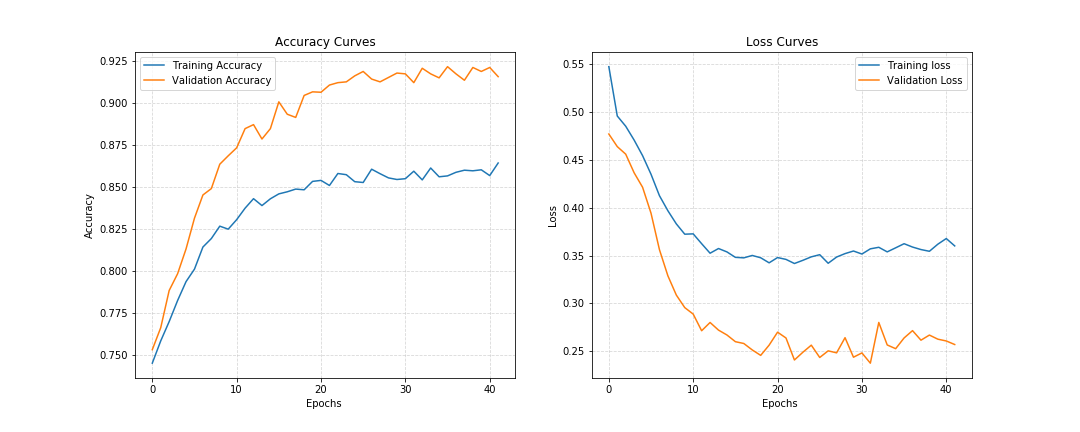 Accuracy Curves
Training Accuracy
Validation Accuracy
0.925
0.900
0.875
0.850
0.825
0.800
0.775
0.750
Accuracy
0 10 20 30 40
Epochs
Loss Curves
Training loss
Validation Loss
0.55
0.50
0.45
0.40
0.35
0.30
0.25
Loss
0 10 20 30 40
Epochs